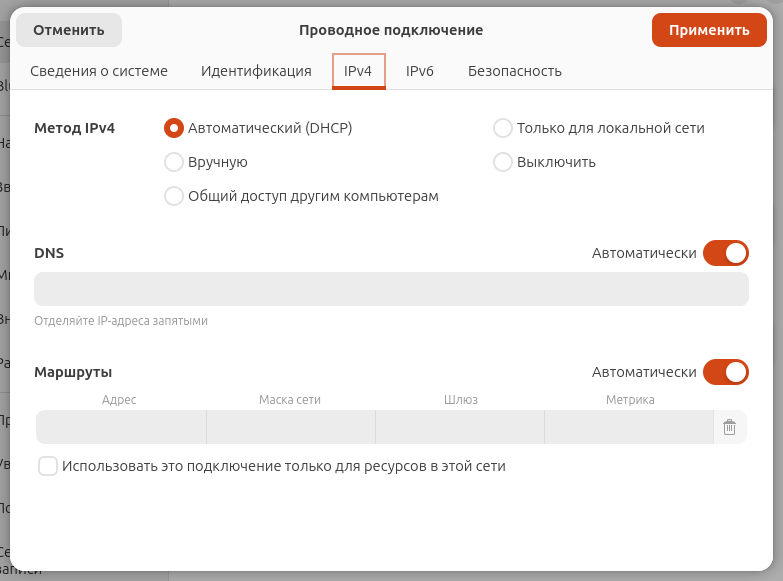 Отменить
Проводное подключение
Применить
Сведения о системе
Идентификация
IPv4
IPv6
Безопасность
Метод IPv4
Автоматический (DHCP)
Только для локальной сети
Вручную
Выключить
Общий доступ другим компьютерам
DNS
Автоматически
Отделяйте IP-адреса запятыми
Маршруты
Автоматически
Адрес
Маска сети
Шлюз
Метрика
Использовать это подключение только для ресурсов в этой сети